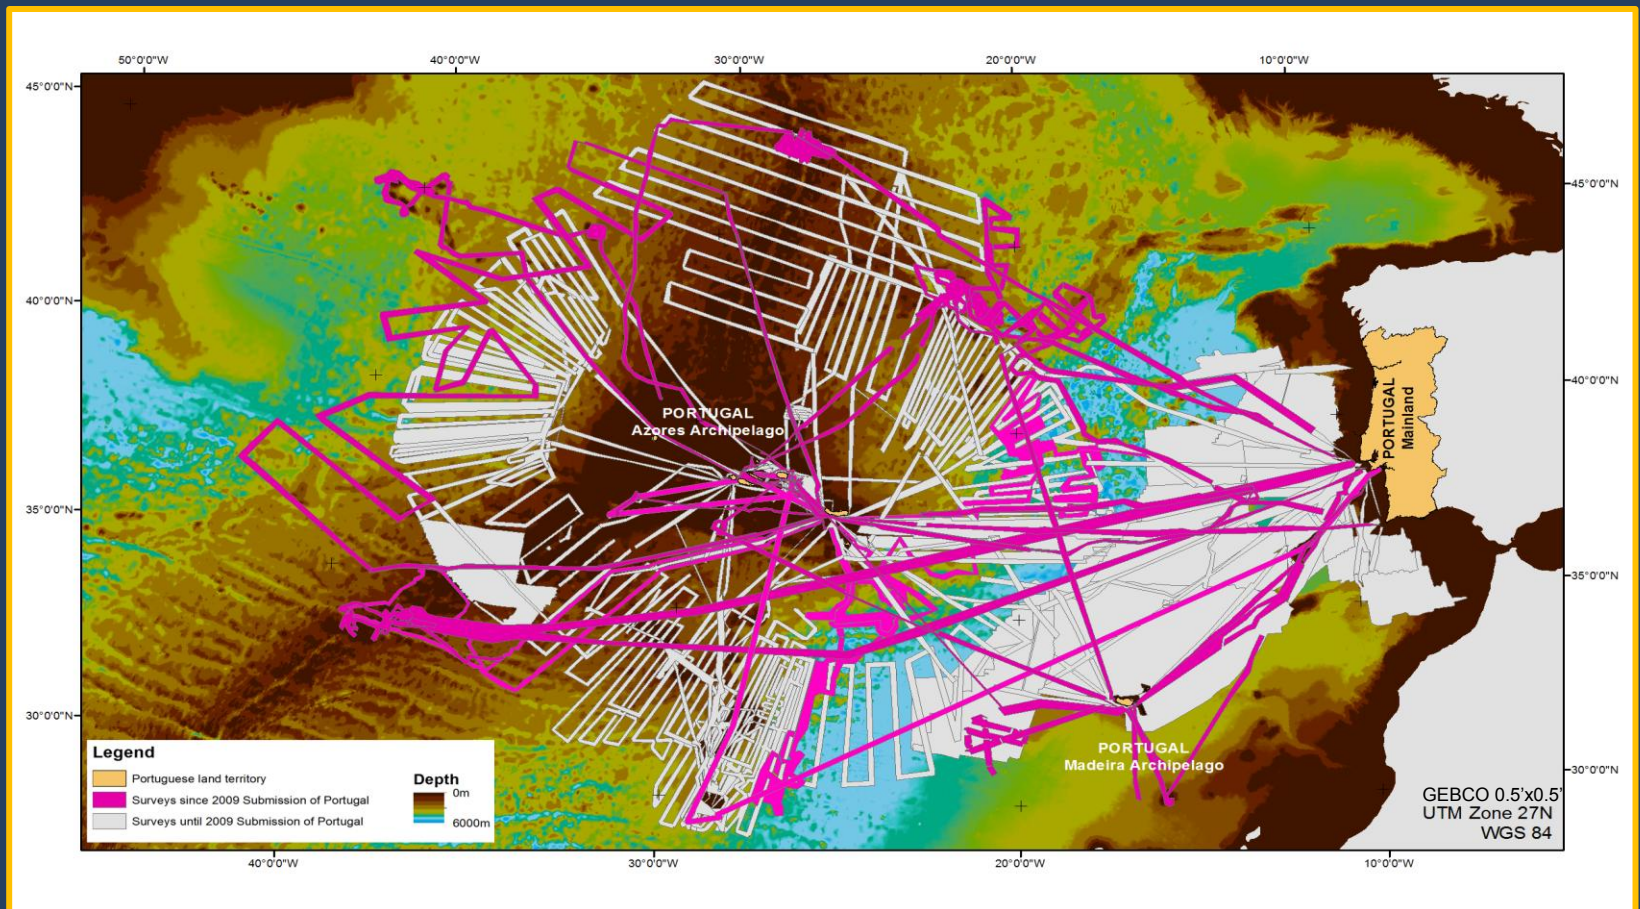 50°0'0"W 40°0'0"W 30°0'0"W 20°0'0"W 10°0'0"W
45°0'0"N
45°0'0"N
40°0'0"N
40°0'0"N
PORTUGAL
Mainland
PORTUGAL
Azores Archipelago
35°0'0"N
35°0'0"N
30°0'0"N
PORTUGAL
Madeira Archipelago
30°0'0"N
Legend
Portuguese land territory
Surveys since 2009 Submission of Portugal
Surveys until 2009 Submission of Portugal
Depth
0m
6000m
GEBCO 0.5'x0.5'
UTM Zone 27N
WGS 84
40°0'0"W 30°0'0"W 20°0'0"W 10°0'0"W